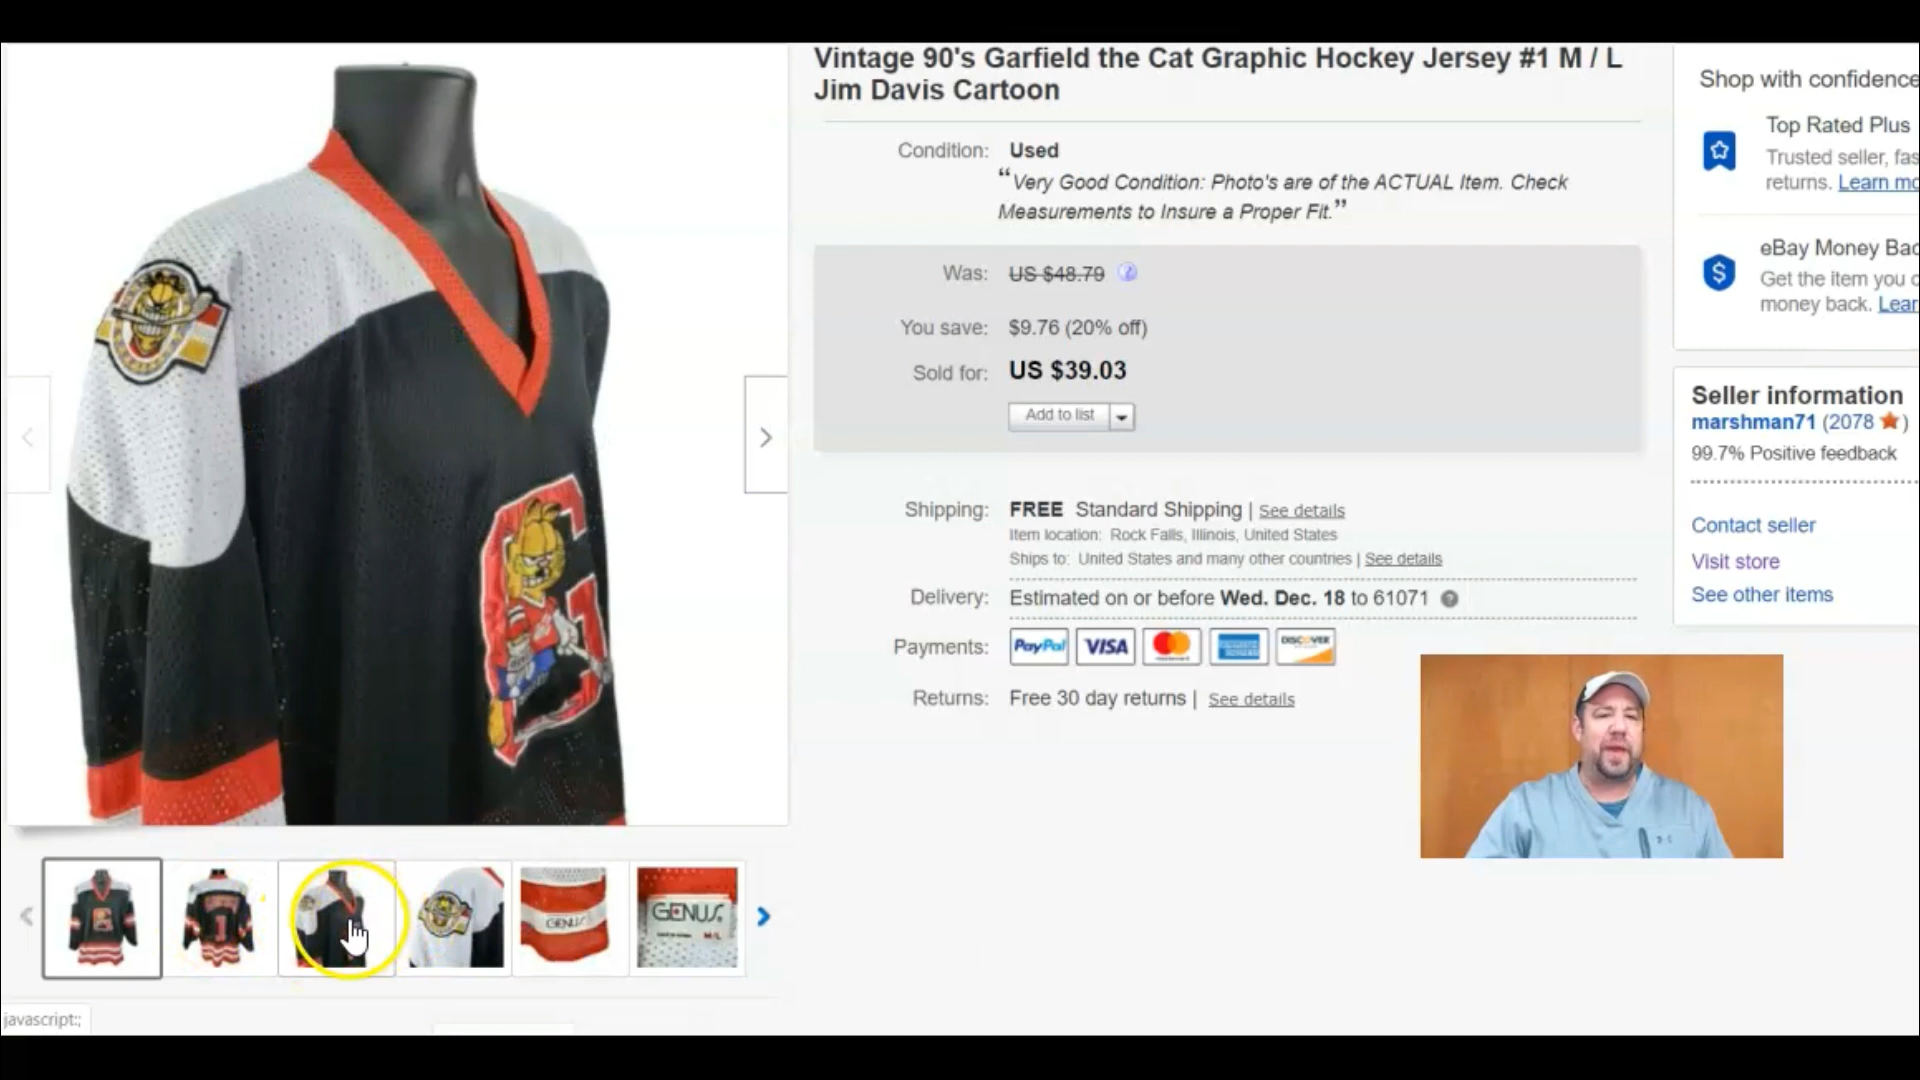 Vintage 90's Garfield the Cat Graphic Hockey Jersey #1 M / L
Jim Davis Cartoon
Condition: Used
“Very Good Condition: Photo's are of the ACTUAL Item. Check
Measurements to Insure a Proper Fit.”
Was: US $48.79
You save: $9.76 (20% off)
Sold for: US $39.03
Add to list
Shipping: FREE Standard Shipping | See details
Item location: Rock Falls, Illinois, United States
Ships to: United States and many other countries | See details
Delivery: Estimated on or before Wed. Dec. 18 to 61071
Payments: PayPal VISA mastercard DISCOVER
Returns: Free 30 day returns | See details
Shop with confidence
Top Rated Plus
Trusted seller, fas
returns. Learn mo
eBay Money Bac
Get the item you o
money back. Lear
Seller information
marshman71 (2078 )
99.7% Positive feedback
Contact seller
Visit store
See other items
G
1
GENUS
GENUS
M/L
javascript:;